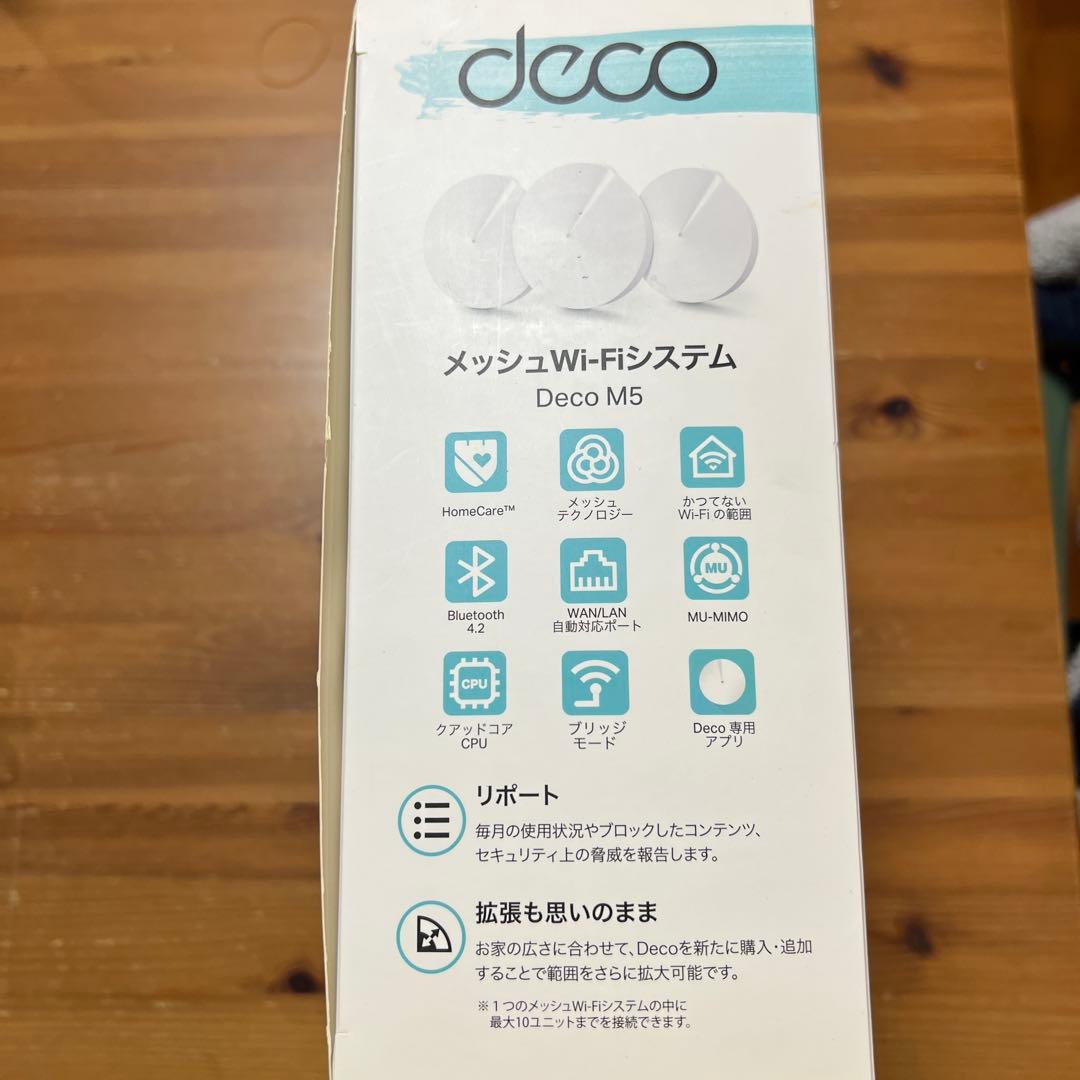 deco
メッシュWi-Fiシステム
Deco M5
HomeCare™
メッシュ
テクノロジー
かつてない
Wi-Fi の範囲
Bluetooth
4.2
WAN/LAN
自動対応ポート
MU
MU-MIMO
CPU
クアッドコア
CPU
ブリッジ
モード
Deco 専用
アプリ
リポート
毎月の使用状況やブロックしたコンテンツ、
セキュリティ上の脅威を報告します。
拡張も思いのまま
お家の広さに合わせて、Decoを新たに購入・追加
することで範囲をさらに拡大可能です。
※１つのメッシュWi-Fiシステムの中に
最大10ユニットまでを接続できます。